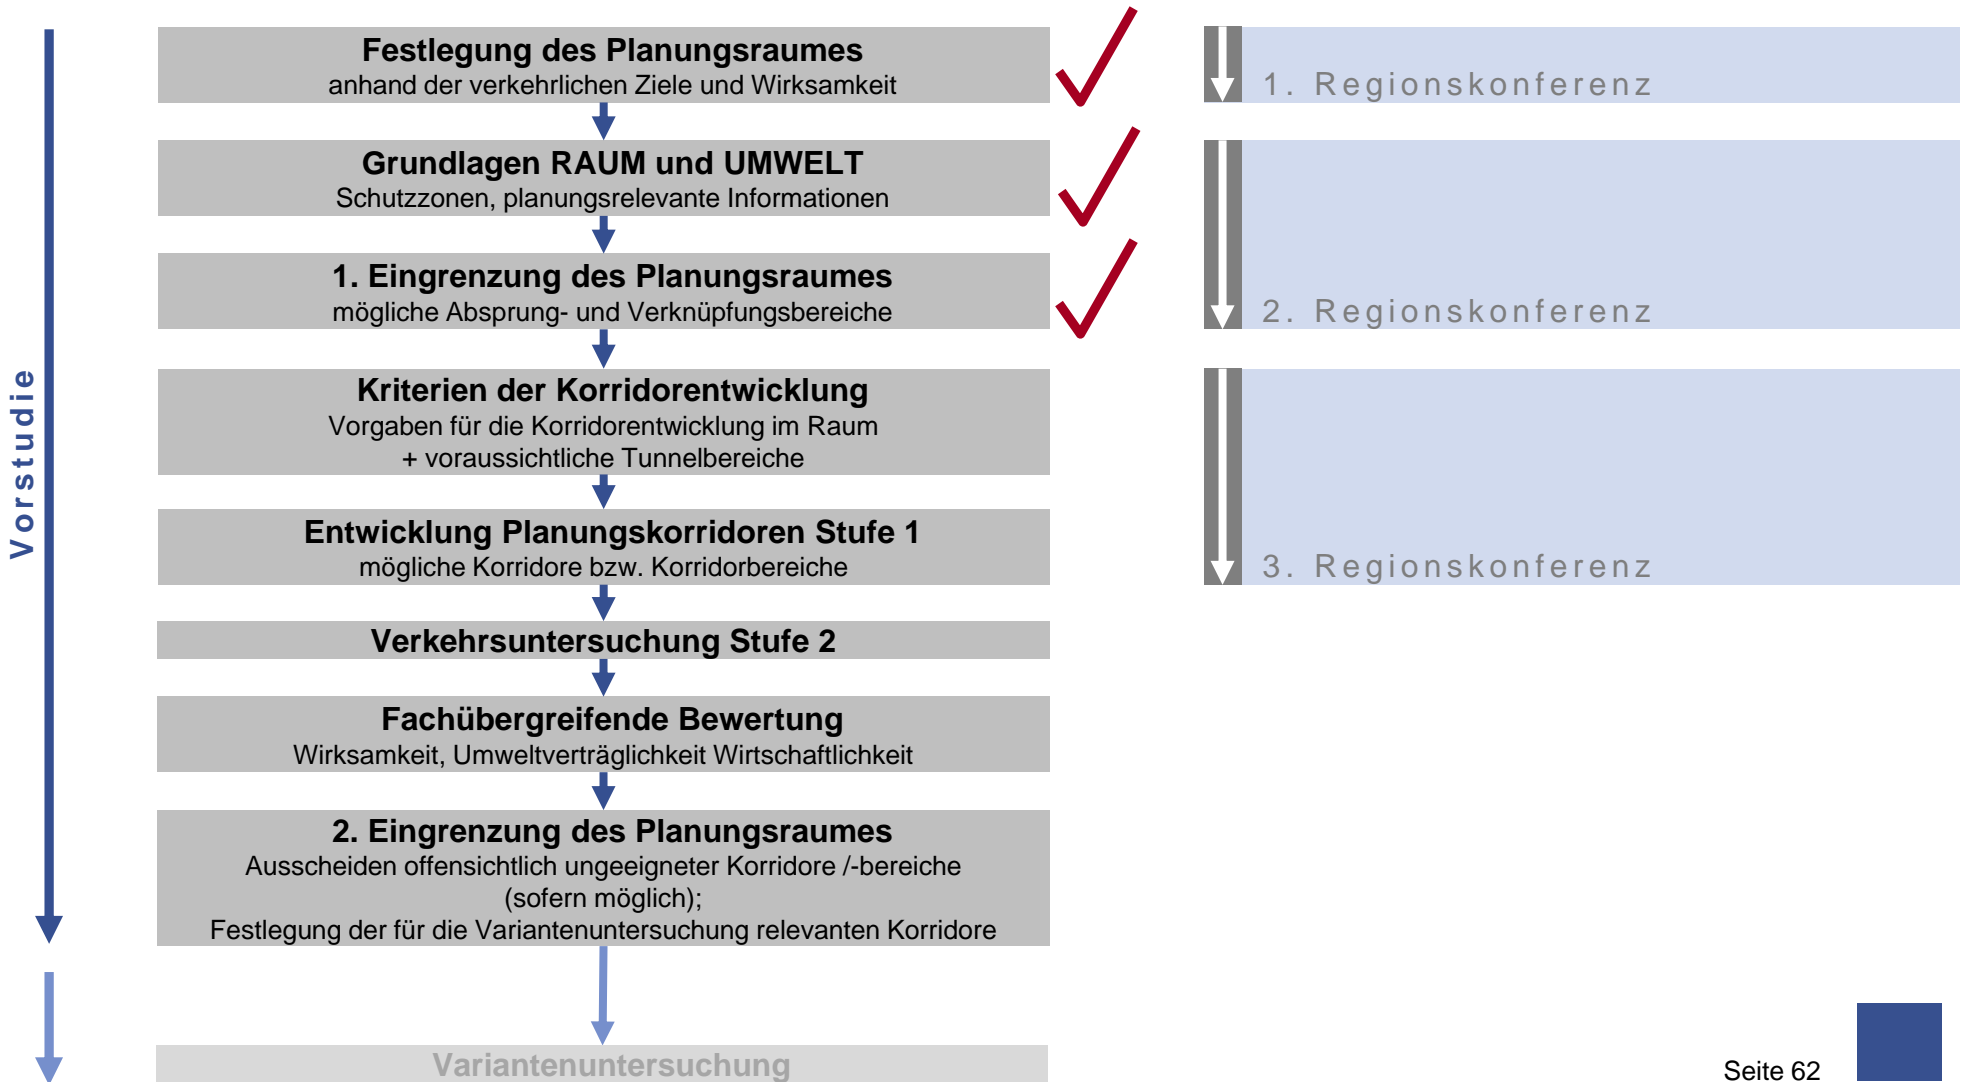 Vorstudie
Festlegung des Planungsraumes
anhand der verkehrlichen Ziele und Wirksamkeit
1. Regionskonferenz
Grundlagen RAUM und UMWELT
Schutzzonen, planungsrelevante Informationen
1. Eingrenzung des Planungsraumes
mögliche Absprung- und Verknüpfungsbereiche
2. Regionskonferenz
Kriterien der Korridorentwicklung
Vorgaben für die Korridorentwicklung im Raum
+ voraussichtliche Tunnelbereiche
Entwicklung Planungskorridoren Stufe 1
mögliche Korridore bzw. Korridorbereiche
3. Regionskonferenz
Verkehrsuntersuchung Stufe 2
Fachübergreifende Bewertung
Wirksamkeit, Umweltverträglichkeit Wirtschaftlichkeit
2. Eingrenzung des Planungsraumes
Ausscheiden offensichtlich ungeeigneter Korridore /-bereiche
(sofern möglich);
Festlegung der für die Variantenuntersuchung relevanten Korridore
Variantenuntersuchung
Seite 62